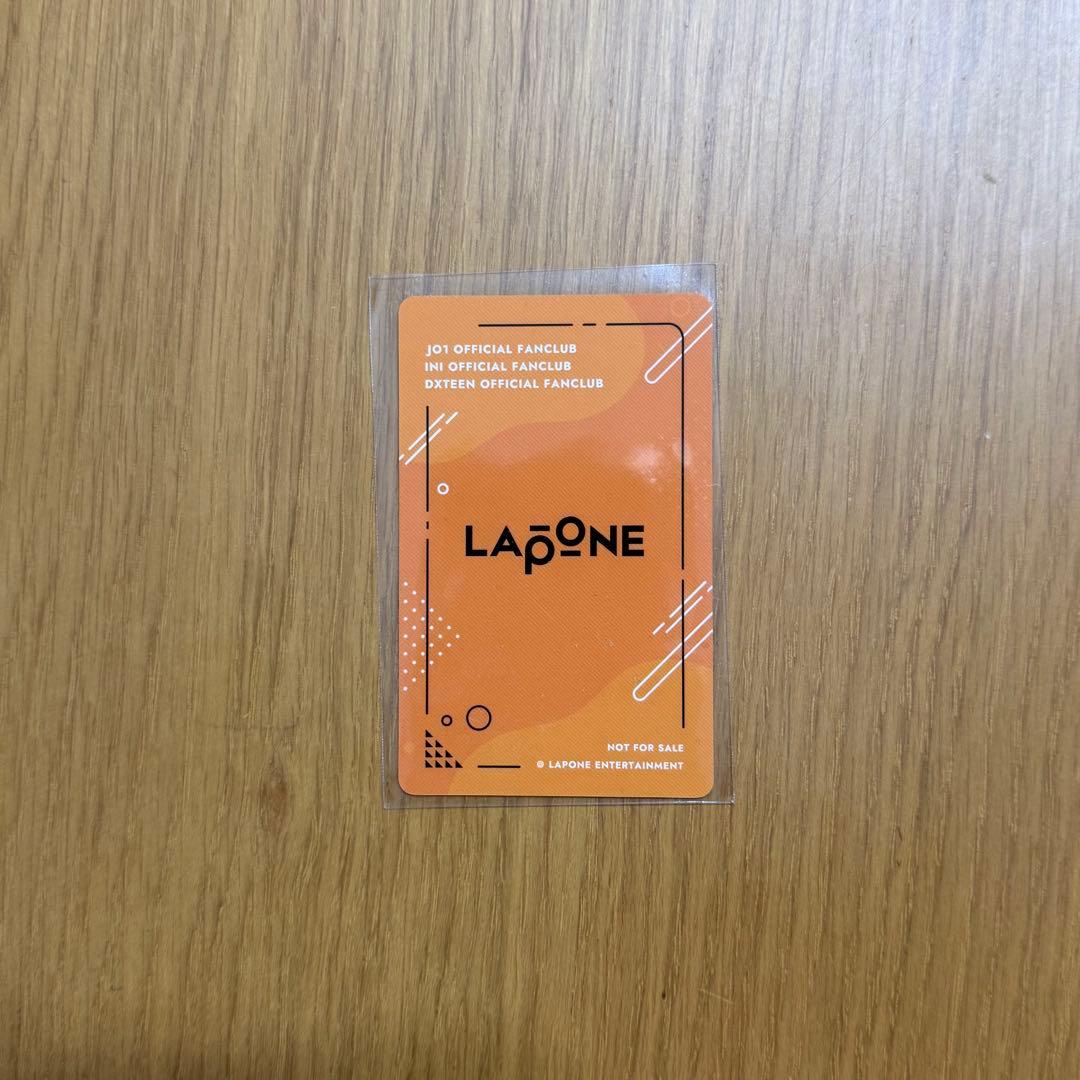 JO1 OFFICIAL FANCLUB
INI OFFICIAL FANCLUB
DXTEEN OFFICIAL FANCLUB
LAPONE
NOT FOR SALE
© LAPONE ENTERTAINMENT